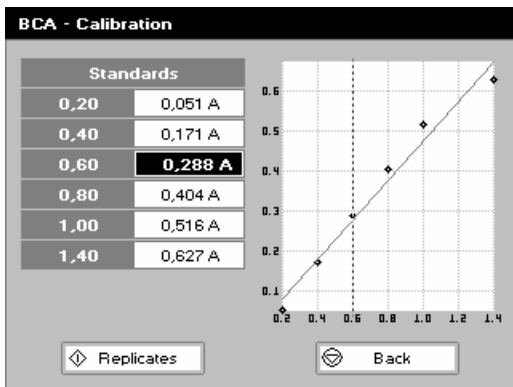 BCA - Calibration
Standards
0,20 0,051 A
0,40 0,171 A
0,60 0,288 A
0,80 0,404 A
1,00 0,516 A
1,40 0,627 A
0.6
0.5
0.4
0.3
0.2
0.1
0.2 0.4 0.6 0.8 1.0 1.2 1.4
Replicates
Back